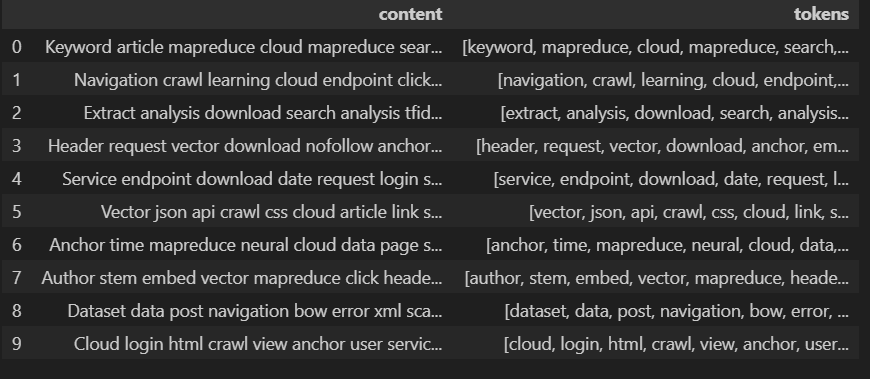 content tokens
0 Keyword article mapreduce cloud mapreduce sear... [keyword, mapreduce, cloud, mapreduce, search,...
1 Navigation crawl learning cloud endpoint click... [navigation, crawl, learning, cloud, endpoint,...
2 Extract analysis download search analysis tfid... [extract, analysis, download, search, analysis...
3 Header request vector download nofollow anchor... [header, request, vector, download, anchor, em...
4 Service endpoint download date request login s... [service, endpoint, download, date, request, l...
5 Vector json api crawl css cloud article link s... [vector, json, api, crawl, css, cloud, link, s...
6 Anchor time mapreduce neural cloud data page s... [anchor, time, mapreduce, neural, cloud, data,...
7 Author stem embed vector mapreduce click heade... [author, stem, embed, vector, mapreduce, heade...
8 Dataset data post navigation bow error xml sca... [dataset, data, post, navigation, bow, error, ...
9 Cloud login html crawl view anchor user servic... [cloud, login, html, crawl, view, anchor, user...